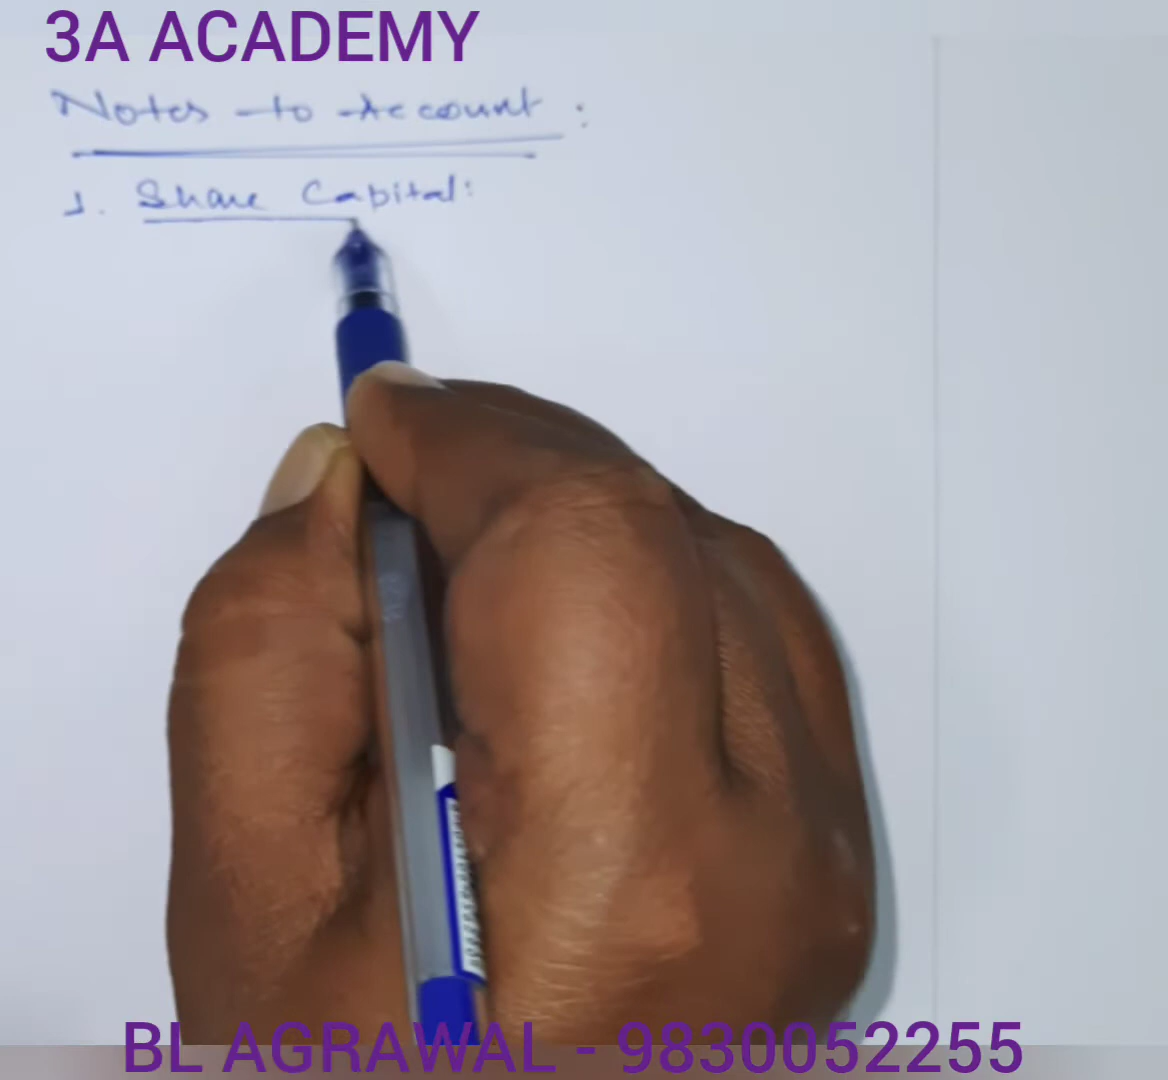 3A ACADEMY
Notes to Account :
1. Share Capital:
BL AGRAWAL - 9830052255